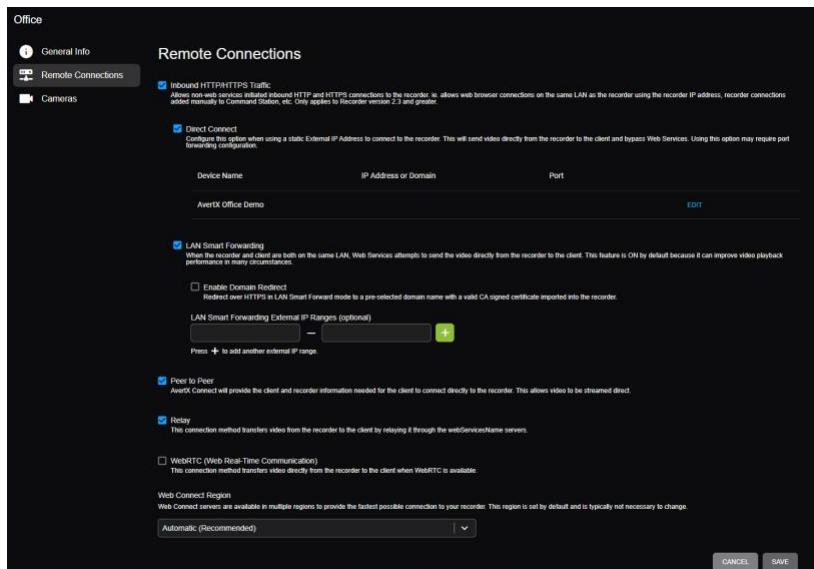 Office
General Info
Remote Connections
Cameras
Remote Connections
Inbound HTTP/HTTPS Traffic
Allows non-web services initiated inbound HTTP and HTTPS connections to the recorder. ie. allows web browser connections on the same LAN as the recorder using the recorder IP address, recorder connections
added manually to Command Station, etc. Only applies to Recorder version 2.3 and greater.
Direct Connect
Configure this option when using a static External IP Address to connect to the recorder. This will send video directly from the recorder to the client and bypass Web Services. Using this option may require port
forwarding configuration.
Device Name IP Address or Domain Port
AvertX Office Demo EDIT
LAN Smart Forwarding
When the recorder and client are both on the same LAN, Web Services attempts to send the video directly from the recorder to the client. This feature is ON by default because it can improve video playback
performance in many circumstances.
Enable Domain Redirect
Redirect over HTTPS in LAN Smart Forward mode to a pre-selected domain name with a valid CA signed certificate imported into the recorder.
LAN Smart Forwarding External IP Ranges (optional)
– +
Press + to add another external IP range.
Peer to Peer
AvertX Connect will provide the client and recorder information needed for the client to connect directly to the recorder. This allows video to be streamed direct.
Relay
This connection method transfers video from the recorder to the client by relaying it through the webServicesName servers.
WebRTC (Web Real-Time Communication)
This connection method transfers video directly from the recorder to the client when WebRTC is available.
Web Connect Region
Web Connect servers are available in multiple regions to provide the fastest possible connection to your recorder. This region is set by default and is typically not necessary to change.
Automatic (Recommended)
CANCEL SAVE